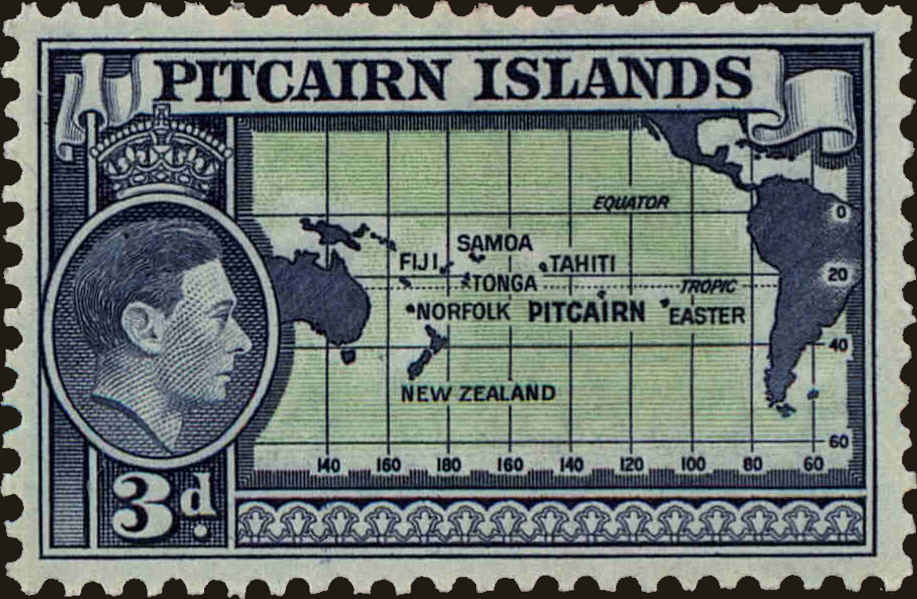 PITCAIRN ISLANDS
EQUATOR
0
SAMOA
FIJI
TAHITI
20
TONGA
TROPIC
NORFOLK
PITCAIRN
EASTER
40
NEW ZEALAND
60
140 160 180 160 140 120 100 80 60
3d.